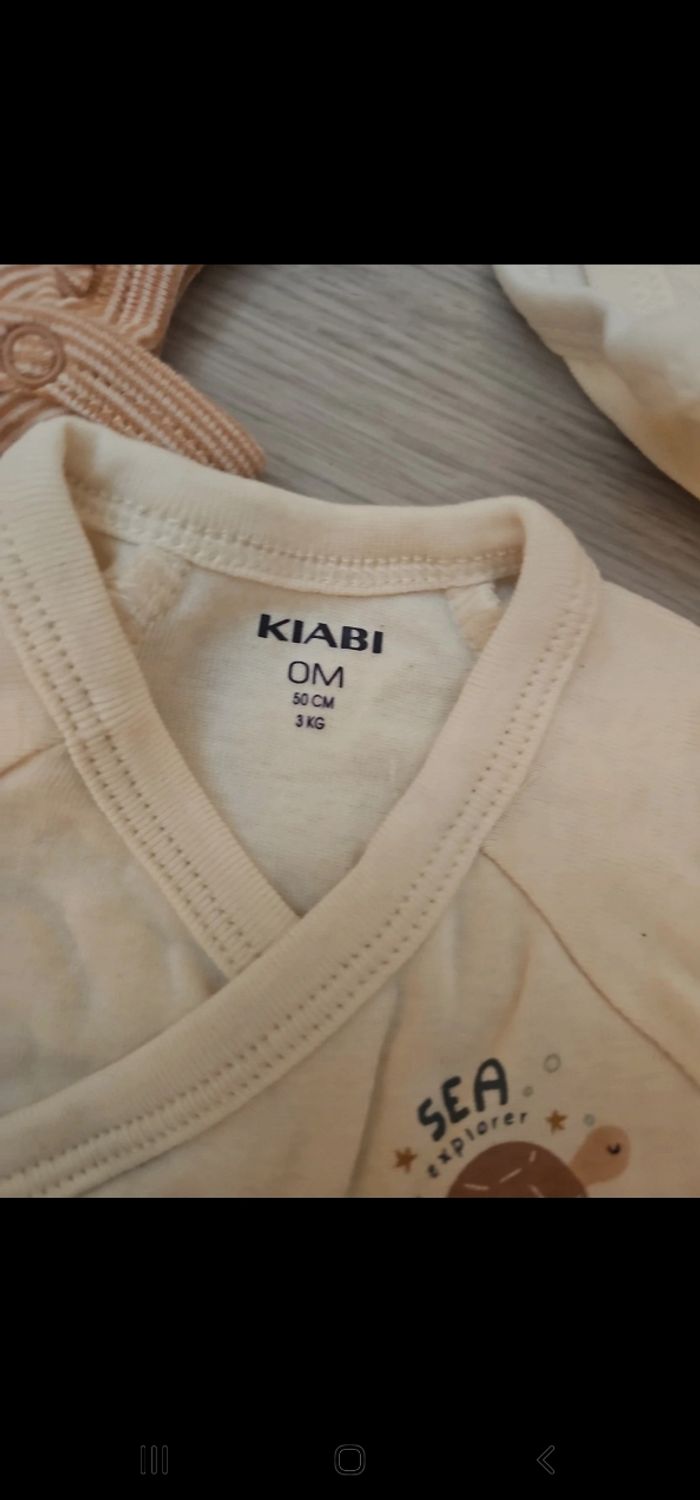 KIABI
0M
50 CM
3 KG
SEA
explorer